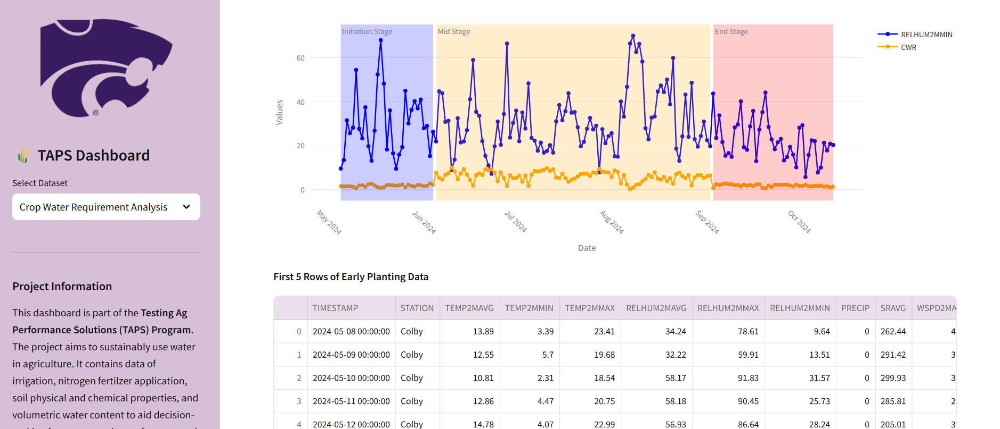 ®
TAPS Dashboard
Select Dataset
Crop Water Requirement Analysis
Project Information
This dashboard is part of the Testing Ag
Performance Solutions (TAPS) Program.
The project aims to sustainably use water
in agriculture. It contains data of
irrigation, nitrogen fertilzer application,
soil physical and chemical properties, and
volumetric water content to aid decision-
Initiation Stage
Mid Stage
End Stage
RELHUM2MMIN
CWR
60
40
20
0
Values
May 2024
Jun 2024
Jul 2024
Aug 2024
Sep 2024
Oct 2024
Date
First 5 Rows of Early Planting Data
TIMESTAMP STATION TEMP2MAVG TEMP2MMIN TEMP2MMAX RELHUM2MAVG RELHUM2MMAX RELHUM2MMIN PRECIP SRAVG WSPD2MA
0 2024-05-08 00:00:00 Colby 13.89 3.39 23.41 34.24 78.61 9.64 0 262.44 4
1 2024-05-09 00:00:00 Colby 12.55 5.7 19.68 32.22 59.91 13.51 0 291.42 3
2 2024-05-10 00:00:00 Colby 10.81 2.31 18.54 58.17 91.83 31.57 0 299.93 3
3 2024-05-11 00:00:00 Colby 12.86 4.47 20.75 58.18 90.45 25.73 0 285.81 2
4 2024-05-12 00:00:00 Colby 14.78 4.07 22.99 56.93 86.64 28.24 0 205.01 3